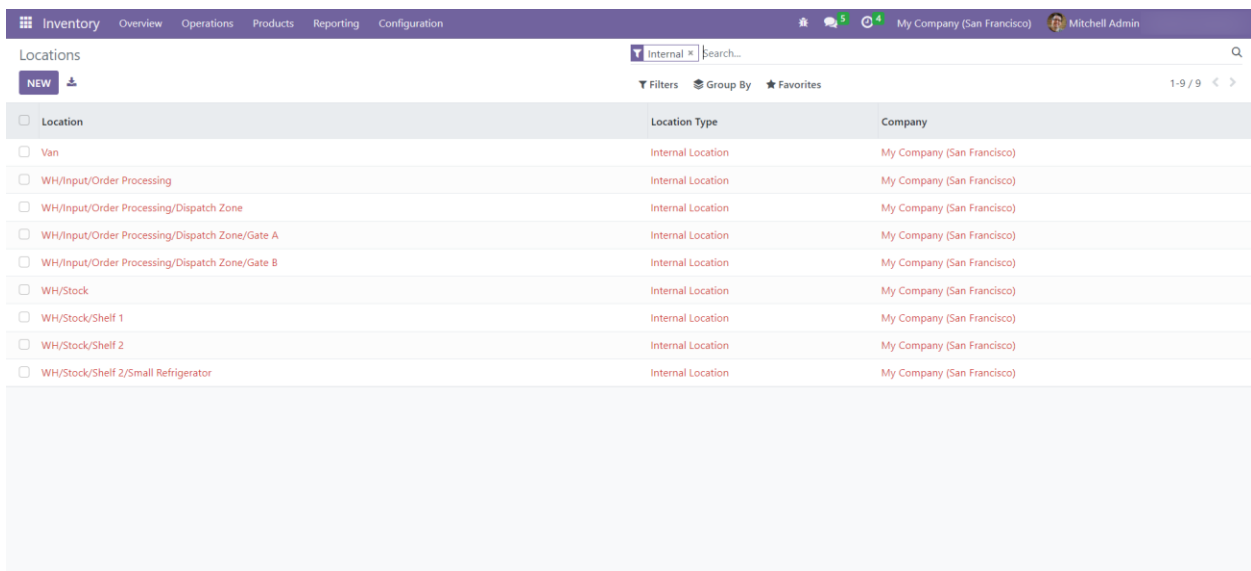 Inventory Overview Operations Products Reporting Configuration 5 4 My Company (San Francisco) Mitchell Admin
Locations Internal × Search...
NEW Filters Group By Favorites 1-9 / 9
Location Location Type Company
Van Internal Location My Company (San Francisco)
WH/Input/Order Processing Internal Location My Company (San Francisco)
WH/Input/Order Processing/Dispatch Zone Internal Location My Company (San Francisco)
WH/Input/Order Processing/Dispatch Zone/Gate A Internal Location My Company (San Francisco)
WH/Input/Order Processing/Dispatch Zone/Gate B Internal Location My Company (San Francisco)
WH/Stock Internal Location My Company (San Francisco)
WH/Stock/Shelf 1 Internal Location My Company (San Francisco)
WH/Stock/Shelf 2 Internal Location My Company (San Francisco)
WH/Stock/Shelf 2/Small Refrigerator Internal Location My Company (San Francisco)